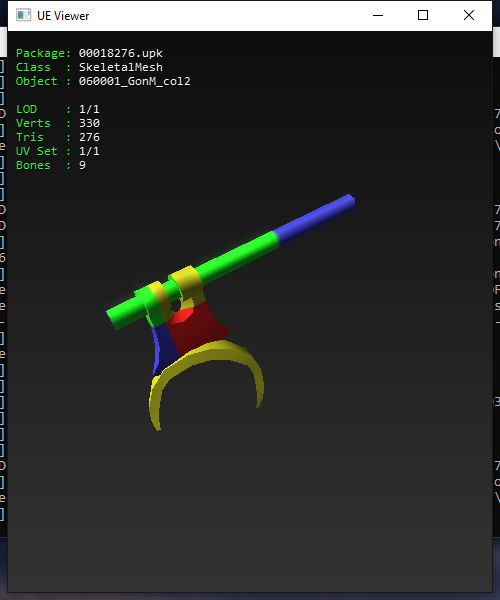 UE Viewer
Package: 00018276.upk
Class  : SkeletalMesh
Object : 060001_GonM_col2
LOD    : 1/1
Verts  : 330
Tris   : 276
UV Set : 1/1
Bones  : 9